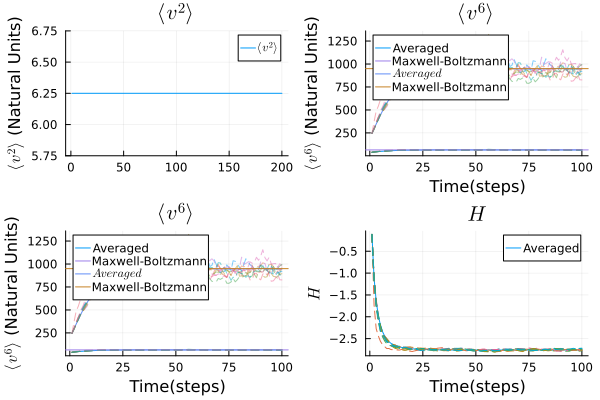 ⟨v²⟩
⟨v²⟩ (Natural Units)
6.75
6.50
6.25
6.00
5.75
0
50
100
150
200
⟨v²⟩
⟨v⁶⟩
⟨v⁶⟩ (Natural Units)
1250
1000
750
500
250
0
25
50
75
100
Time(steps)
Averaged
Maxwell-Boltzmann
Averaged
Maxwell-Boltzmann
⟨v⁶⟩
⟨v⁶⟩ (Natural Units)
1250
1000
750
500
250
0
25
50
75
100
Time(steps)
Averaged
Maxwell-Boltzmann
Averaged
Maxwell-Boltzmann
H
H
−0.5
−1.0
−1.5
−2.0
−2.5
0
25
50
75
100
Time(steps)
Averaged